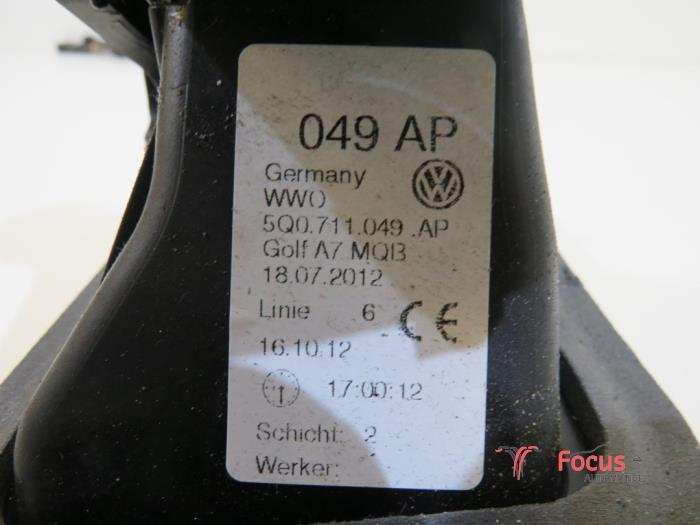 049 AP
Germany
WWO
5Q0.711.049 .AP
Golf A7 MQB
18.07.2012
Linie 6 CE
16.10.12
17:00:12
Schicht: 2
Werker:
Focus